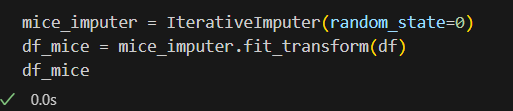 mice_imputer = IterativeImputer(random_state=0)
df_mice = mice_imputer.fit_transform(df)
df_mice
✓ 0.0s